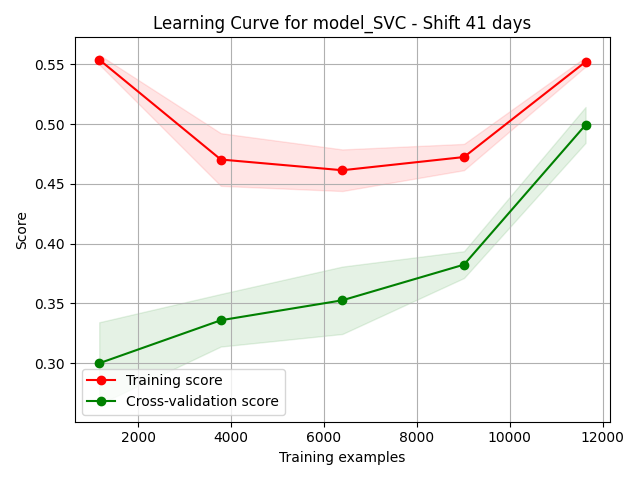 Learning Curve for model_SVC - Shift 41 days
0.55
0.50
0.45
0.40
0.35
0.30
Score
Training score
Cross-validation score
2000 4000 6000 8000 10000 12000
Training examples